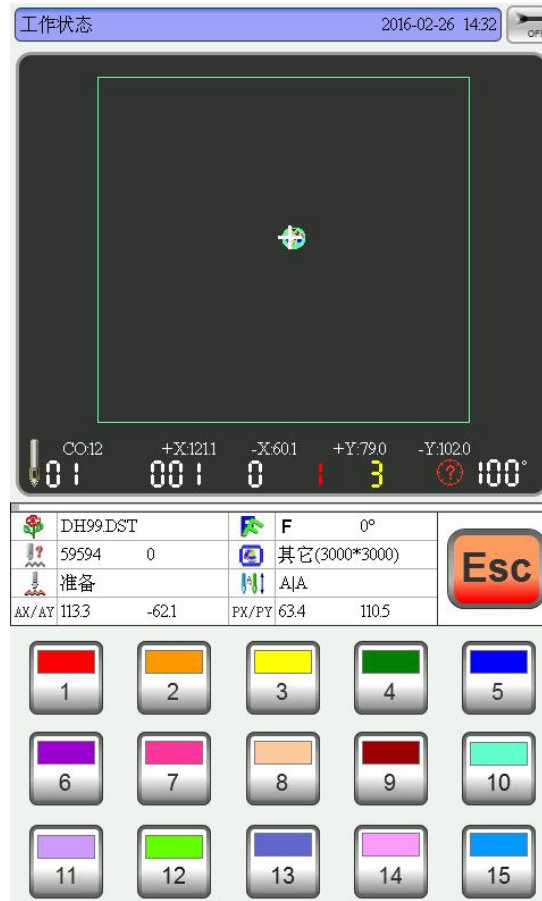 工作状态 2016-02-26 14:32 OFF
CO:12 +X:121.1 -X:60.1 +Y:79.0 -Y:102.0
01 001 0 1 3 ? 100°
DH99.DST F 0°
? 59594 0 其它(3000*3000)
准备 A|A
AX/AY 113.3 -62.1 PX/PY 63.4 110.5
Esc
1 2 3 4 5
6 7 8 9 10
11 12 13 14 15